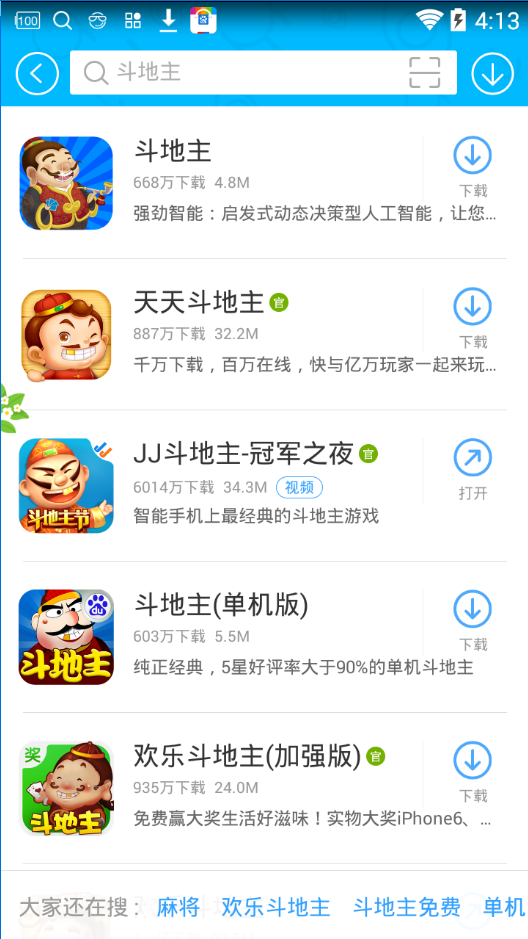 100
4:13
斗地主
斗地主
668万下载 4.8M
下载
强劲智能：启发式动态决策型人工智能，让您...
天天斗地主 官
887万下载 32.2M
下载
千万下载，百万在线，快与亿万玩家一起来玩...
JJ斗地主-冠军之夜 官
6014万下载 34.3M 视频
打开
智能手机上最经典的斗地主游戏
斗地主节
斗地主(单机版)
603万下载 5.5M
下载
纯正经典，5星好评率大于90%的单机斗地主
du
斗地主
欢乐斗地主(加强版) 官
935万下载 24.0M
下载
免费赢大奖生活好滋味！实物大奖iPhone6、...
奖
斗地主
大家还在搜： 麻将 欢乐斗地主 斗地主免费 单机